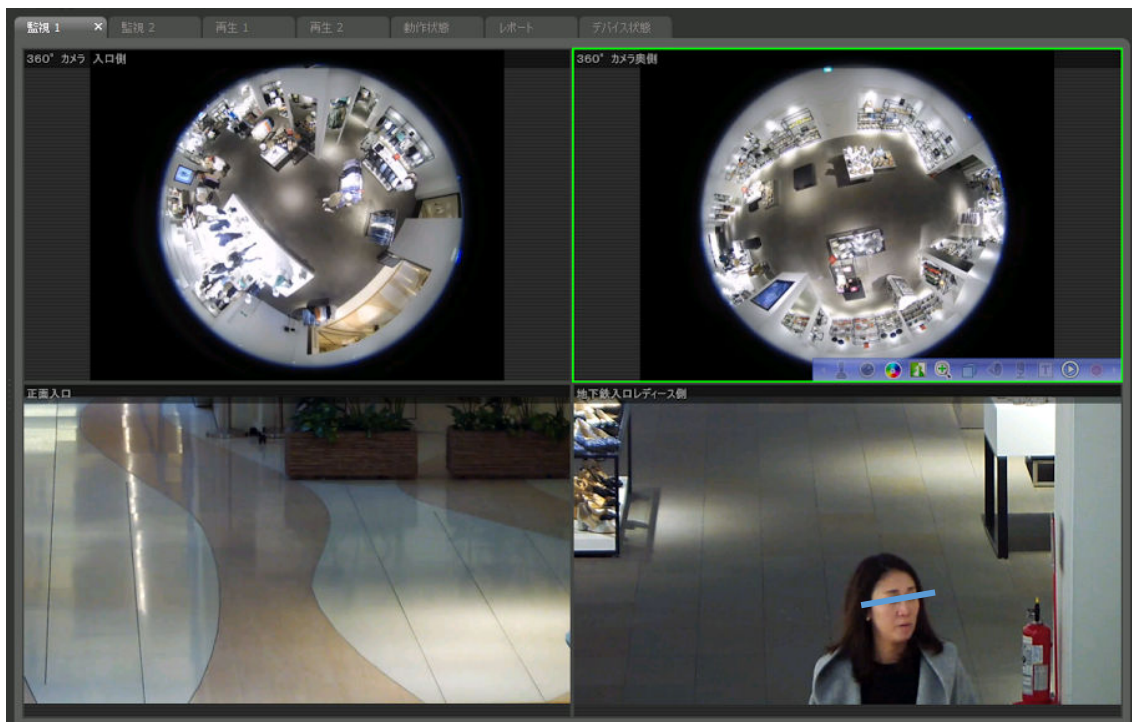 監視 1 ×
監視 2
再生 1
再生 2
動作状態
レポート
デバイス状態
360° カメラ 入口側
360° カメラ奥側
T
正面入口
地下鉄入口レディース側